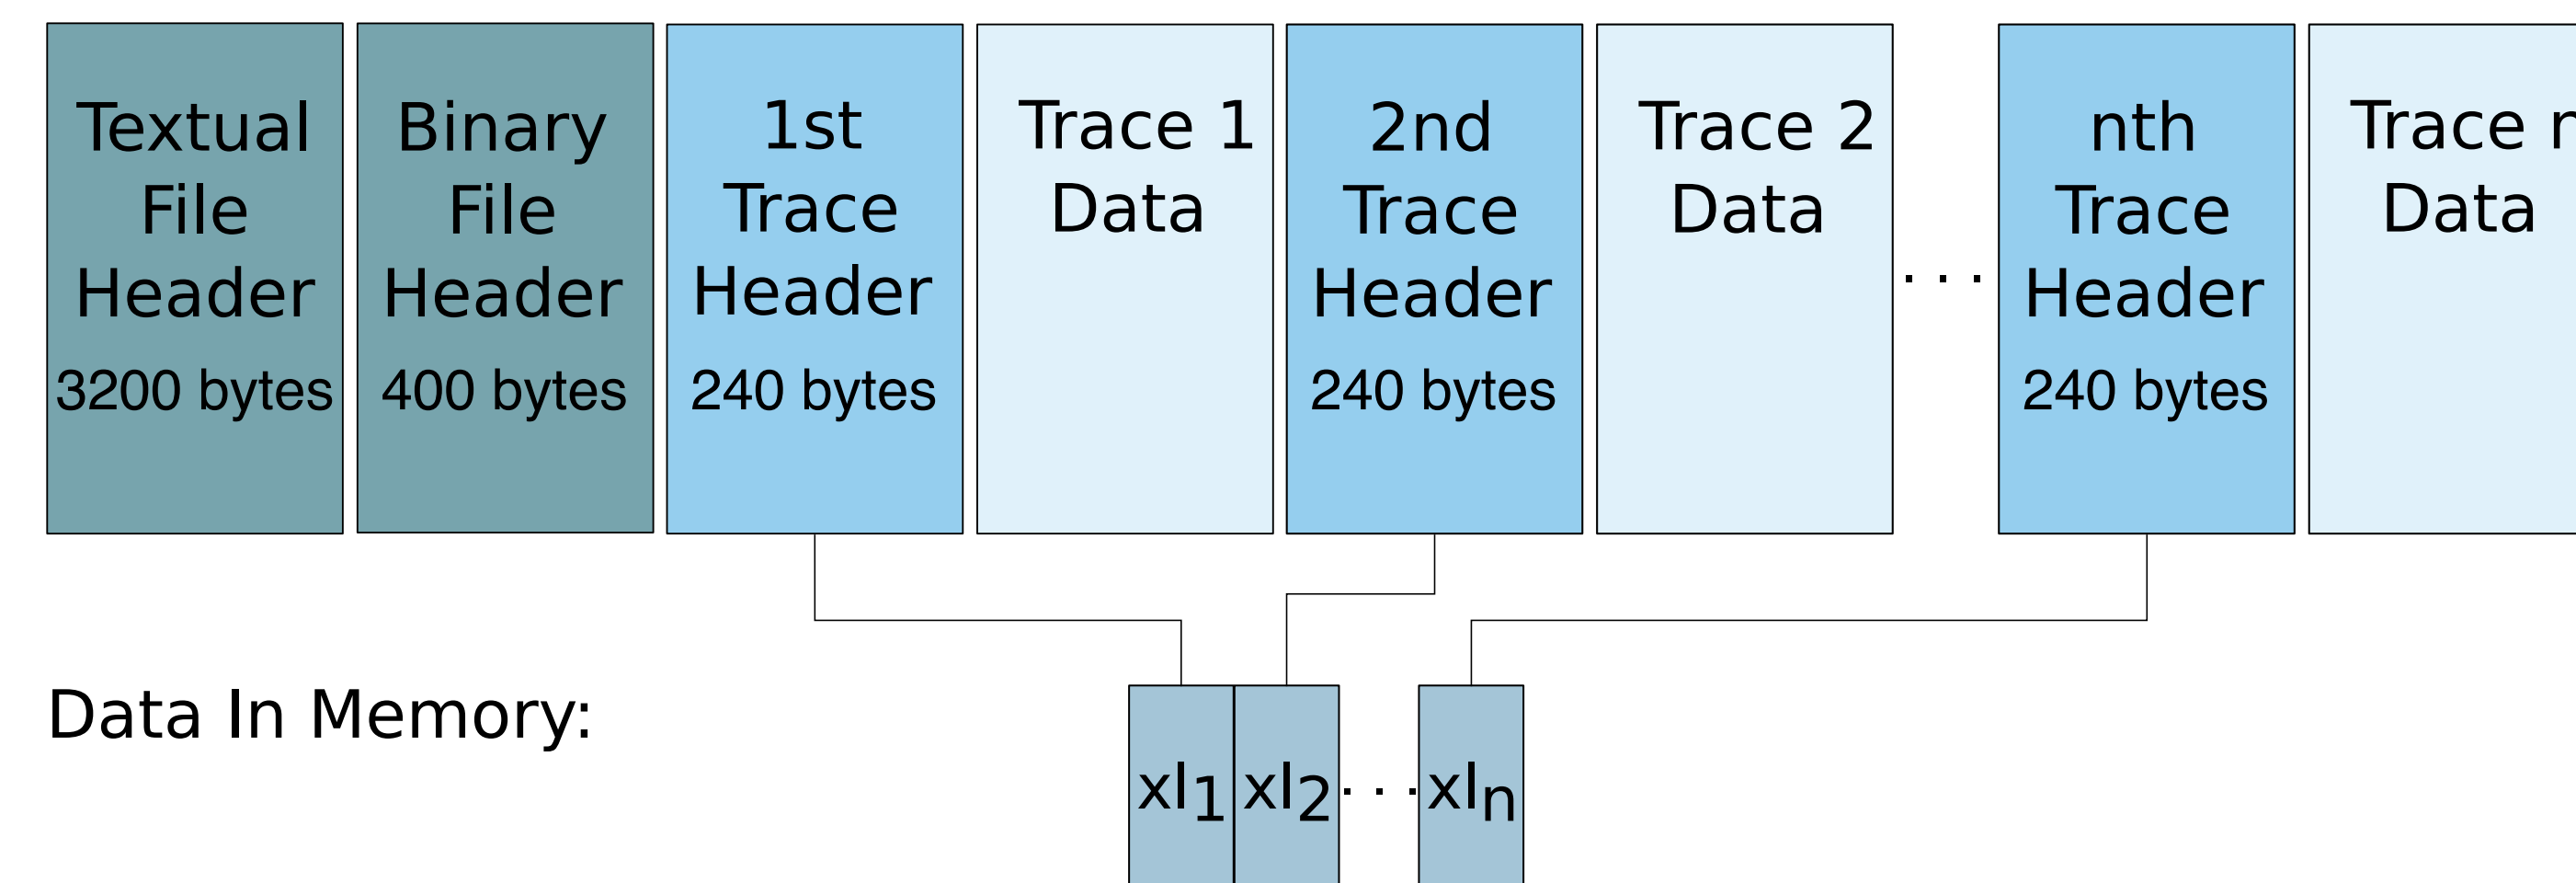 Textual
File
Header
3200 bytes
Binary
File
Header
400 bytes
1st
Trace
Header
240 bytes
Trace 1
Data
2nd
Trace
Header
240 bytes
Trace 2
Data
. . .
nth
Trace
Header
240 bytes
Trace n
Data
Data In Memory:
xl1 xl2 . . . xln